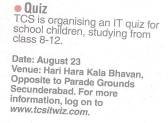 Quiz
TCS is organising an IT quiz for
school children, studying from
class 8-12.
Date: August 23
Venue: Hari Hara Kala Bhavan,
Opposite to Parade Grounds
Secunderabad. For more
information, log on to
www.tcsitwiz.com.